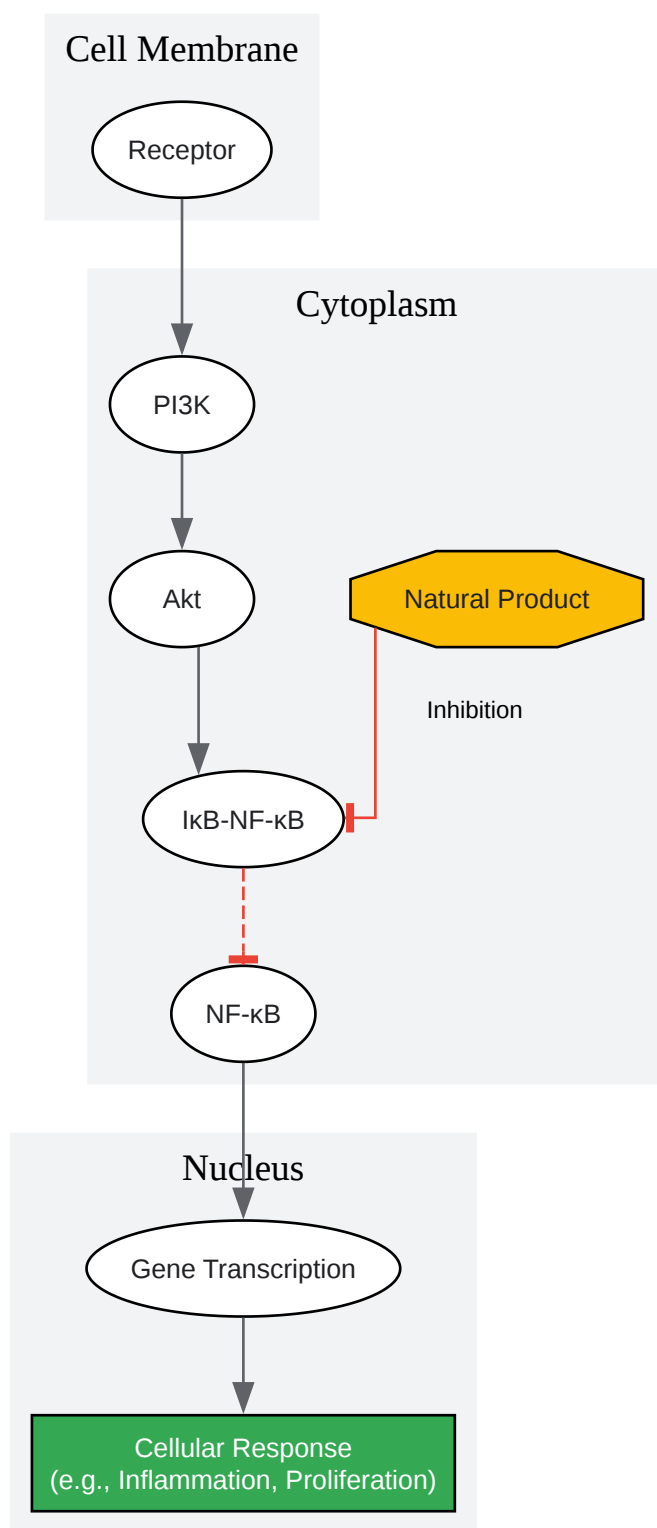 Cell Membrane
Receptor
Cytoplasm
PI3K
Akt
Natural Product
Inhibition
IκB-NF-κB
NF-κB
Nucleus
Gene Transcription
Cellular Response
(e.g., Inflammation, Proliferation)